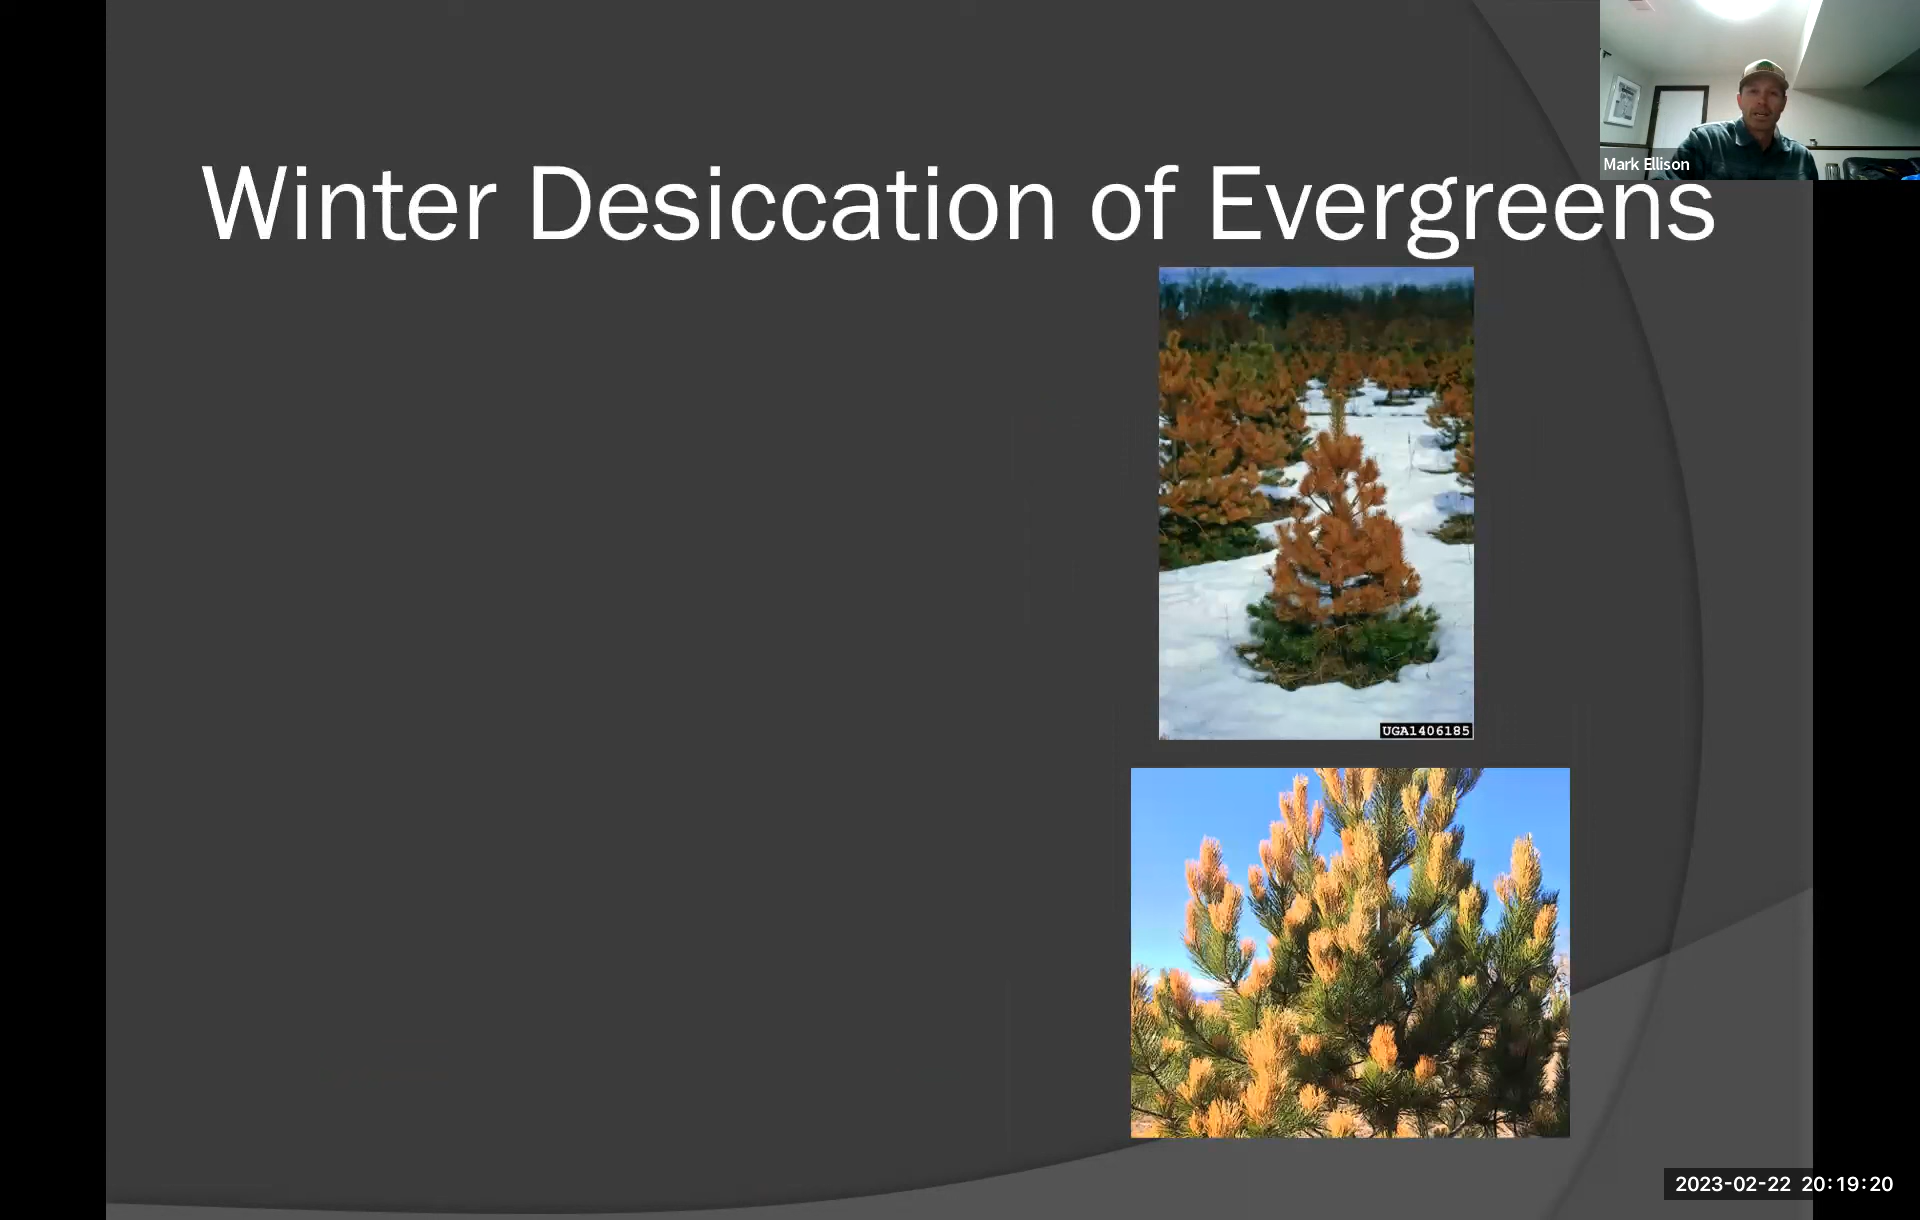 Mark Ellison
Winter Desiccation of Evergreens
UGA1406185
2023-02-22 20:19:20